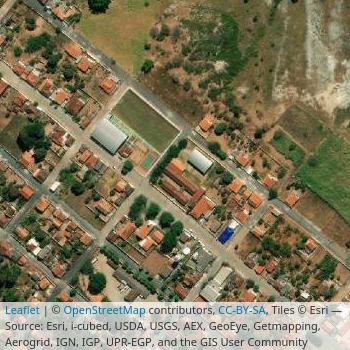 Leaflet | © OpenStreetMap contributors, CC-BY-SA, Tiles © Esri —
Source: Esri, i-cubed, USDA, USGS, AEX, GeoEye, Getmapping,
Aerogrid, IGN, IGP, UPR-EGP, and the GIS User Community